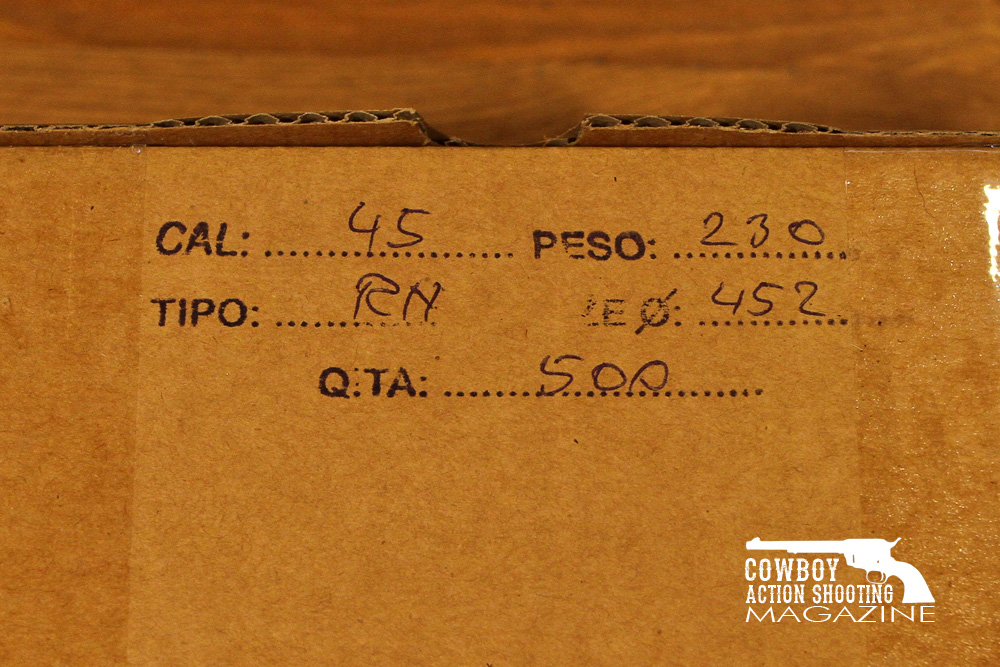 CAL: 45 PESO: 230
TIPO: RN Ø: 452
Q.TA: 500
COWBOY
ACTION SHOOTING
MAGAZINE